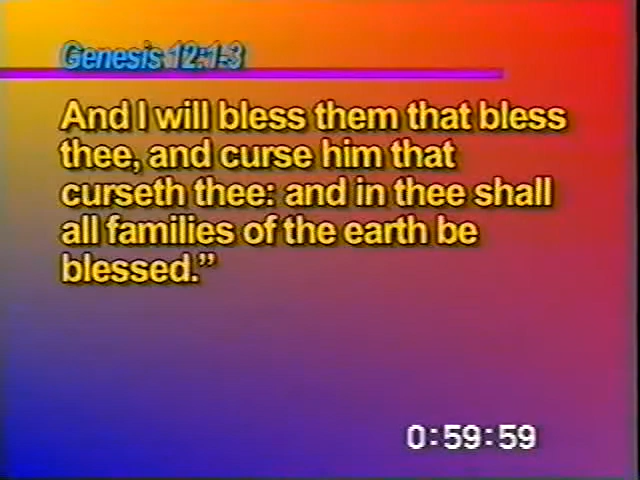 Genesis 12:1-3
And I will bless them that bless
thee, and curse him that
curseth thee: and in thee shall
all families of the earth be
blessed.”
0:59:59